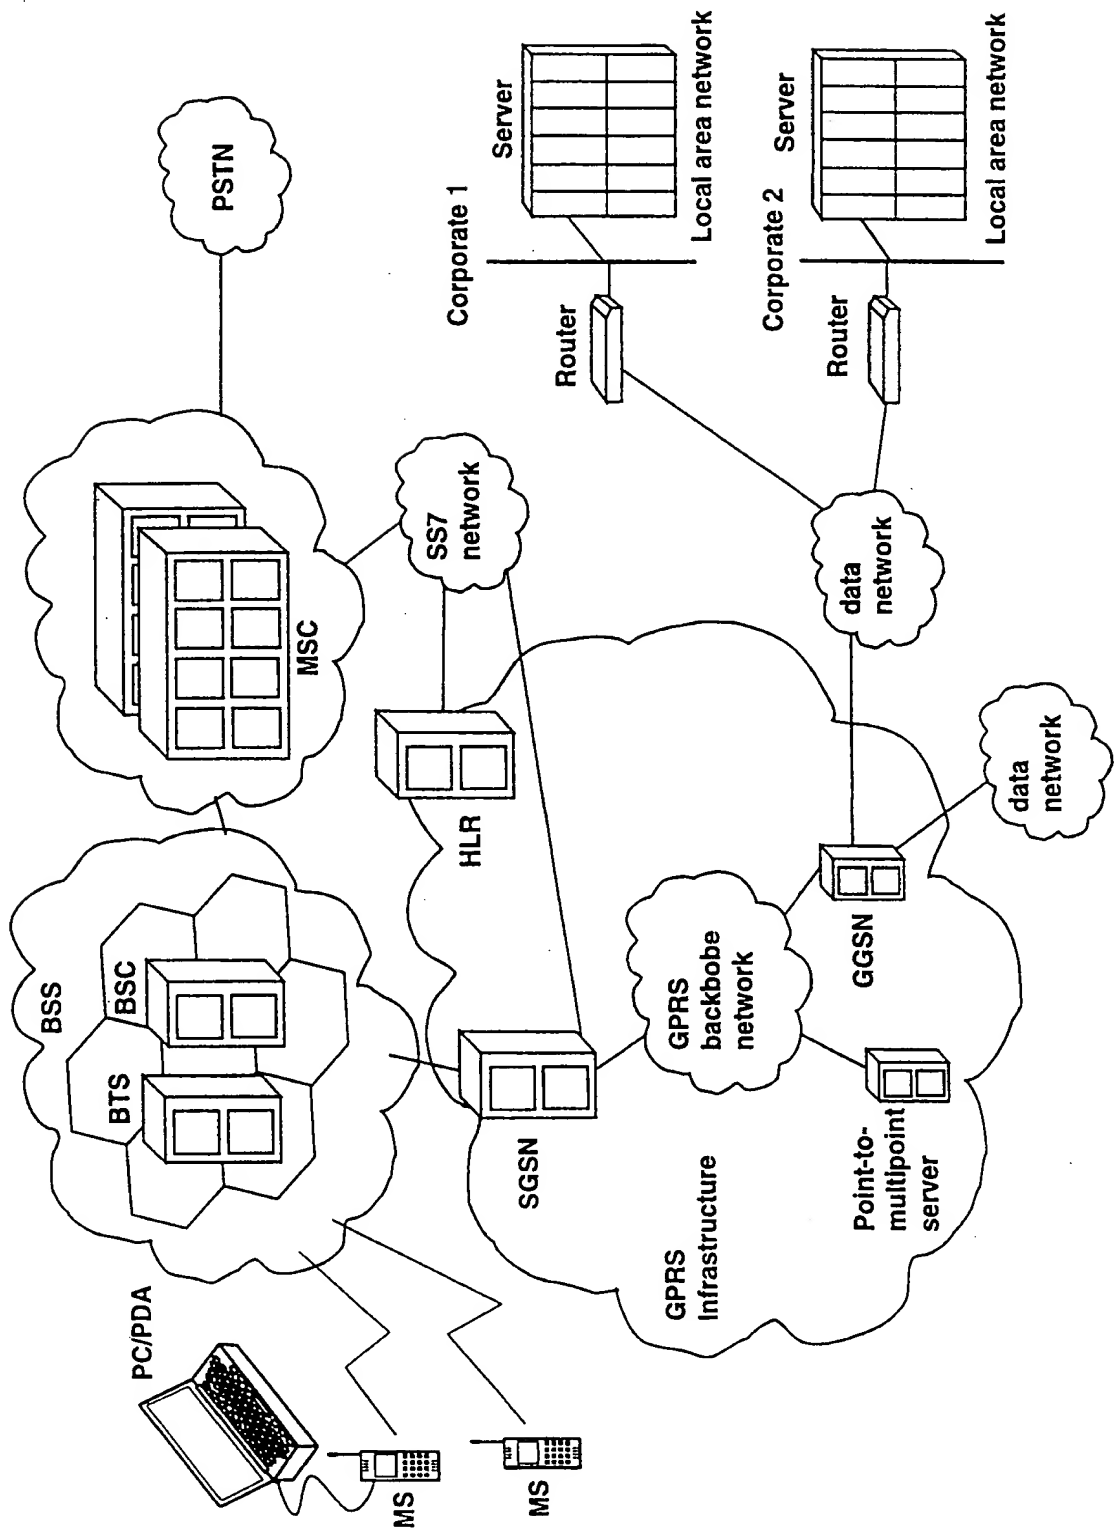 PC/PDA
MS
MS
BSS
BTS
BSC
MSC
PSTN
SGSN
HLR
SS7
network
GPRS
Infrastructure
GPRS
backbobe
network
Point-to-
multipoint
server
GGSN
data
network
data
network
Router
Corporate 1
Server
Local area network
Router
Corporate 2
Server
Local area network